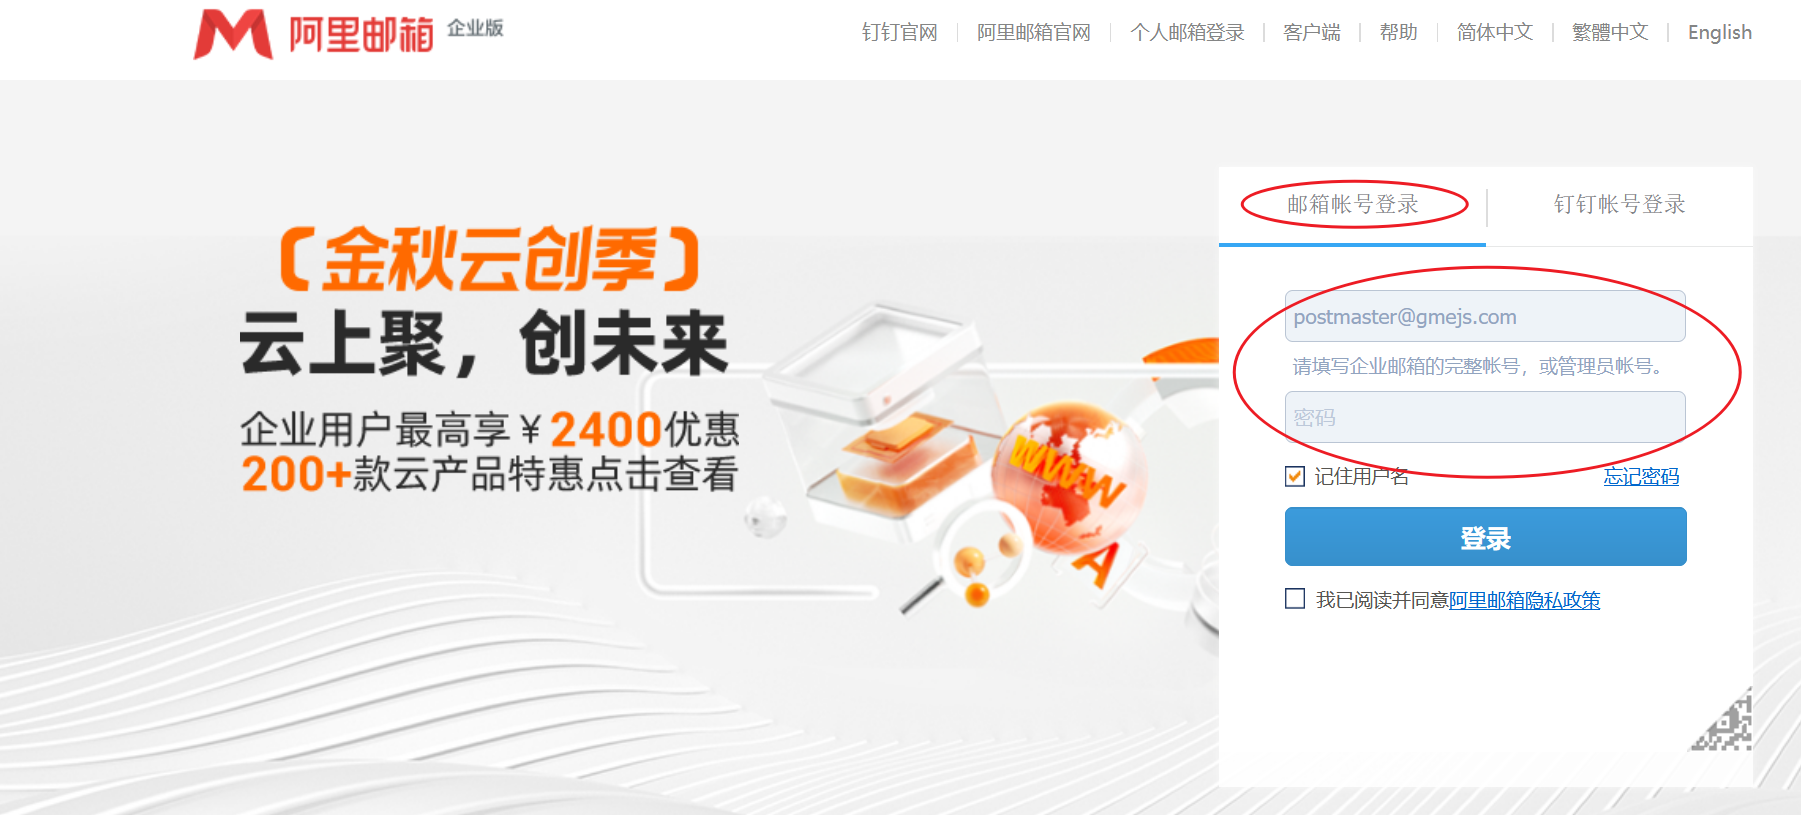 阿里邮箱 企业版
钉钉官网 阿里邮箱官网 个人邮箱登录 客户端 帮助 简体中文 繁體中文 English
邮箱帐号登录 钉钉帐号登录
〔金秋云创季〕
云上聚，创未来
企业用户最高享￥2400优惠
200+款云产品特惠点击查看
WWW
A
postmaster@gmejs.com
请填写企业邮箱的完整帐号，或管理员帐号。
密码
记住用户名 忘记密码
登录
我已阅读并同意阿里邮箱隐私政策